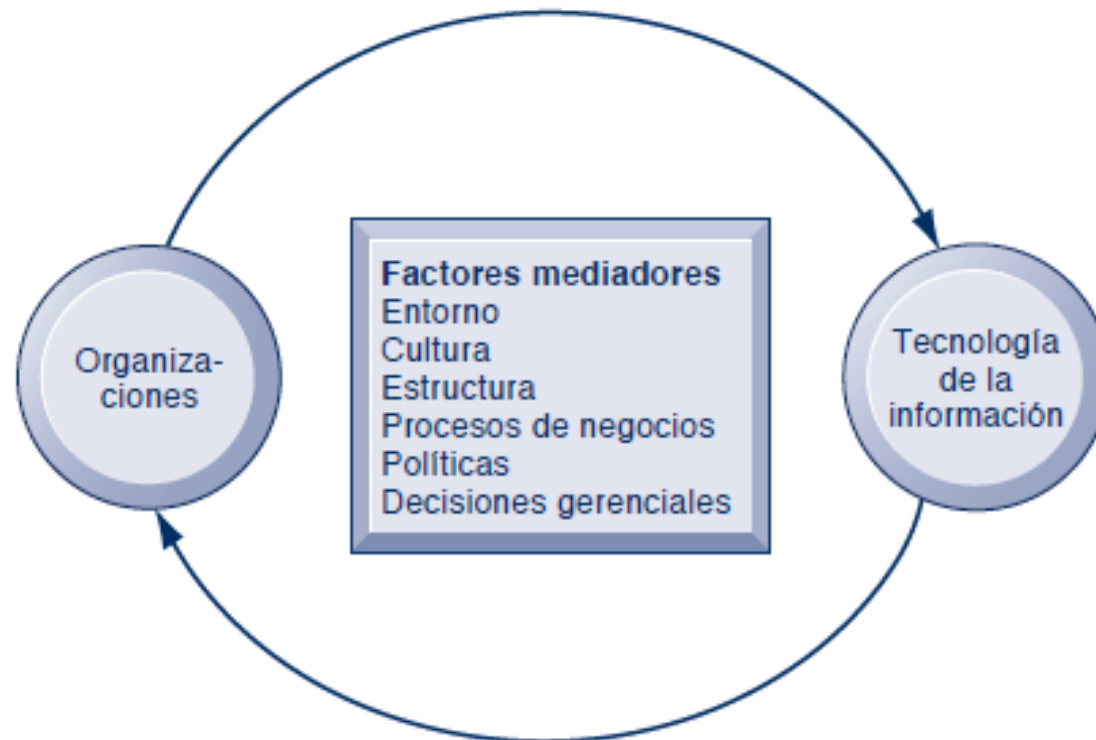 Organiza-
ciones
Factores mediadores
Entorno
Cultura
Estructura
Procesos de negocios
Políticas
Decisiones gerenciales
Tecnología
de la
información